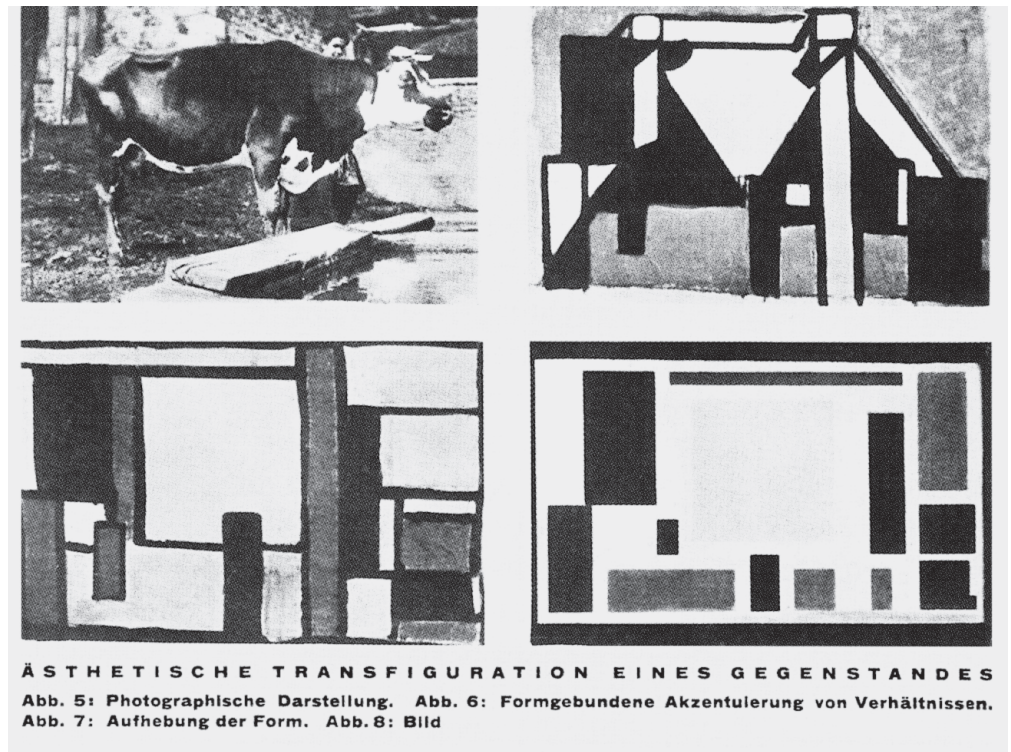 ÄSTHETISCHE TRANSFIGURATION EINES GEGENSTANDES
Abb. 5: Photographische Darstellung. Abb. 6: Formgebundene Akzentuierung von Verhältnissen.
Abb. 7: Aufhebung der Form. Abb. 8: Bild